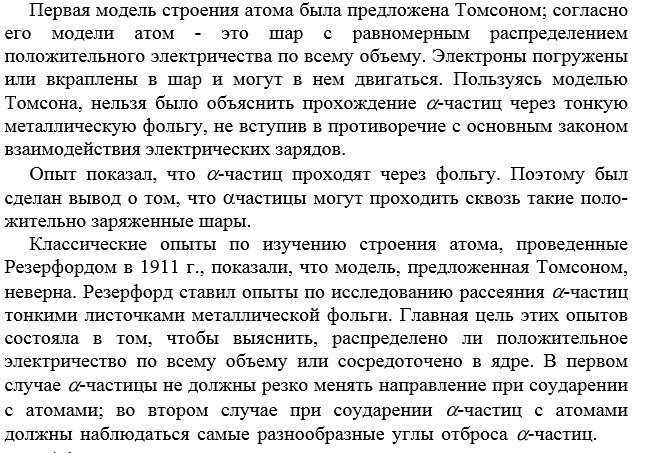 Первая модель строения атома была предложена Томсоном; согласно
его модели атом - это шар с равномерным распределением
положительного электричества по всему объему. Электроны погружены
или вкраплены в шар и могут в нем двигаться. Пользуясь моделью
Томсона, нельзя было объяснить прохождение α-частиц через тонкую
металлическую фольгу, не вступив в противоречие с основным законом
взаимодействия электрических зарядов.
Опыт показал, что α-частиц проходят через фольгу. Поэтому был
сделан вывод о том, что αчастицы могут проходить сквозь такие поло-
жительно заряженные шары.
Классические опыты по изучению строения атома, проведенные
Резерфордом в 1911 г., показали, что модель, предложенная Томсоном,
неверна. Резерфорд ставил опыты по исследованию рассеяния α-частиц
тонкими листочками металлической фольги. Главная цель этих опытов
состояла в том, чтобы выяснить, распределено ли положительное
электричество по всему объему или сосредоточено в ядре. В первом
случае α-частицы не должны резко менять направление при соударении
с атомами; во втором случае при соударении α-частиц с атомами
должны наблюдаться самые разнообразные углы отброса α-частиц.